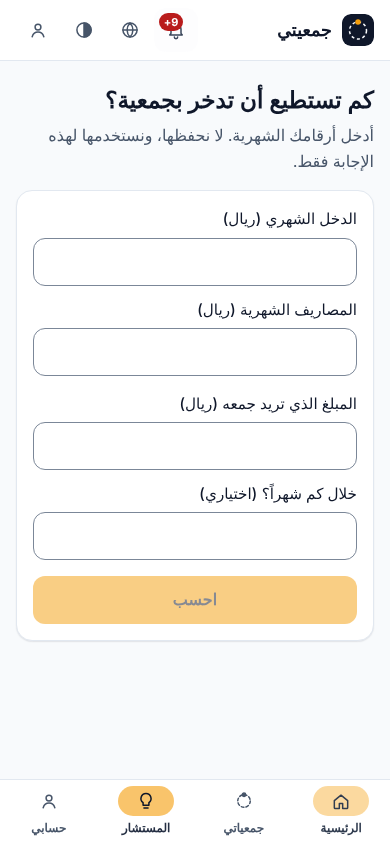 جمعيتي
9+
كم تستطيع أن تدخر بجمعية؟
أدخل أرقامك الشهرية. لا نحفظها، ونستخدمها لهذه
الإجابة فقط.
الدخل الشهري (ريال)
المصاريف الشهرية (ريال)
المبلغ الذي تريد جمعه (ريال)
خلال كم شهراً؟ (اختياري)
احسب
الرئيسية
جمعياتي
المستشار
حسابي